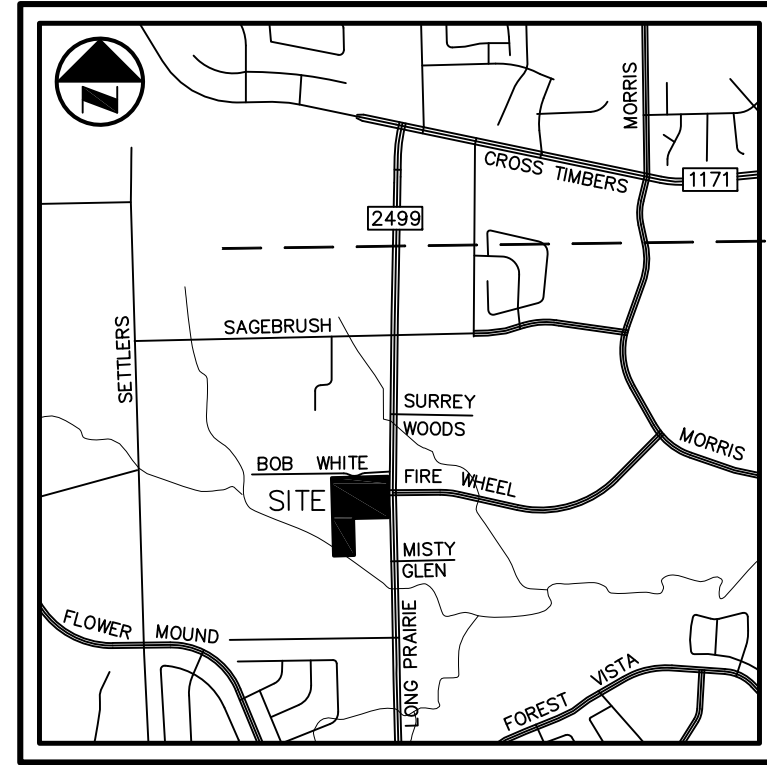 N
MORRIS
CROSS TIMBERS
1171
2499
SETTLERS
SAGEBRUSH
SURREY
WOODS
BOB WHITE
FIRE WHEEL
MORRIS
SITE
MISTY
GLEN
FLOWER MOUND
LONG PRAIRIE
FOREST VISTA